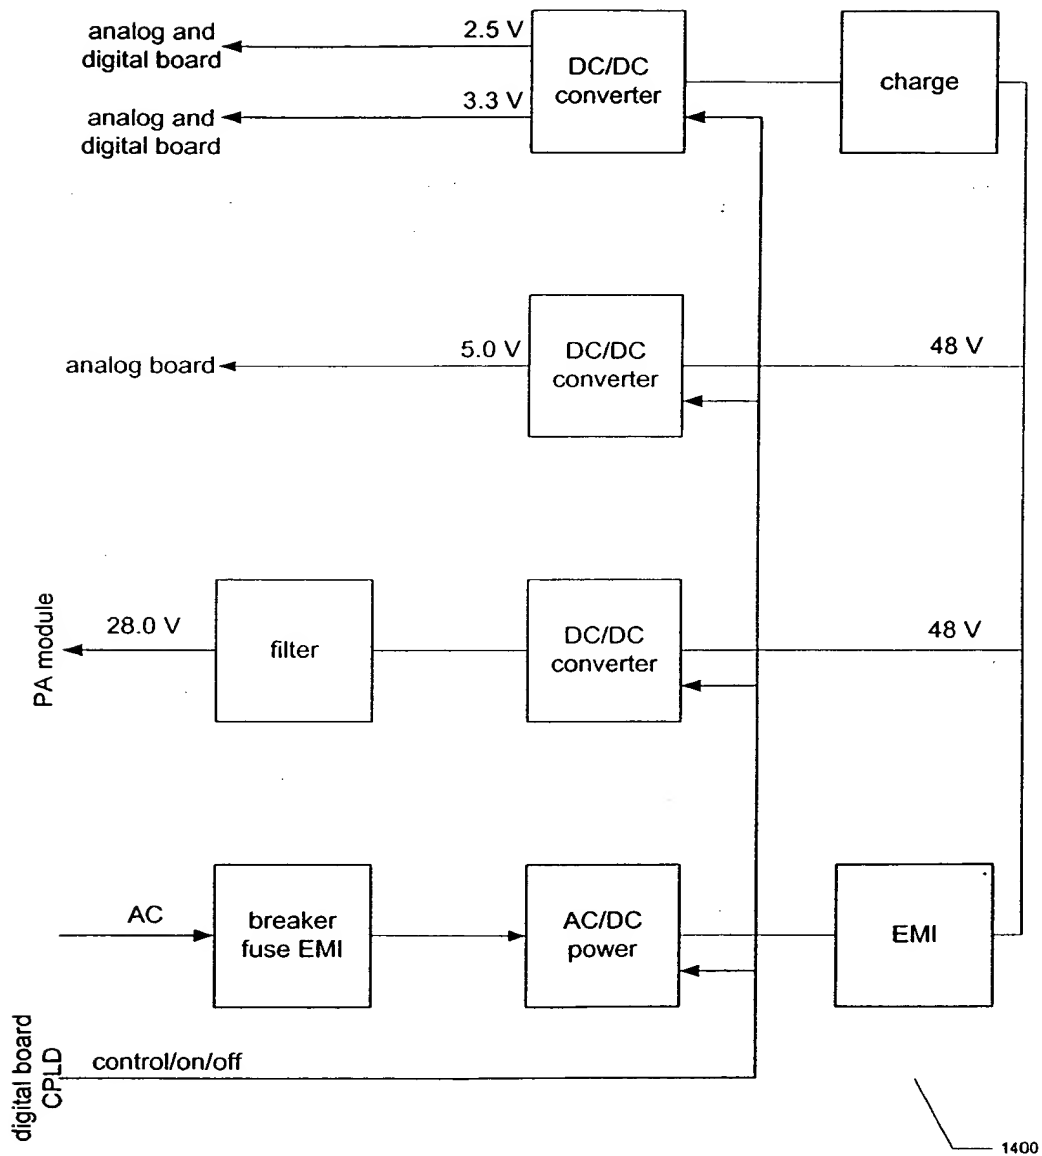 analog and
digital board
2.5 V
DC/DC
converter
charge
analog and
digital board
3.3 V
analog board
5.0 V
DC/DC
converter
48 V
PA module
28.0 V
filter
DC/DC
converter
48 V
AC
breaker
fuse EMI
AC/DC
power
EMI
digital board
CPLD
control/on/off
1400